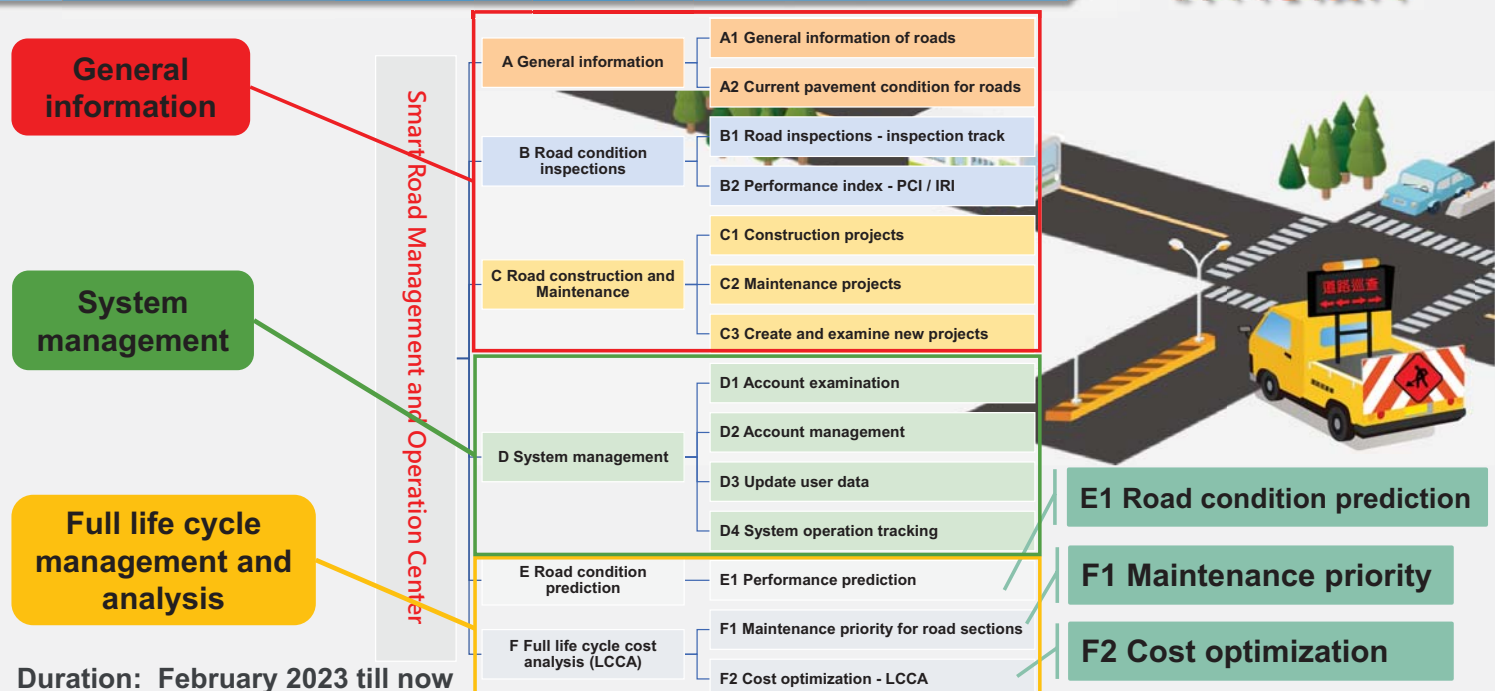 General
information
System
management
Full life cycle
management and
analysis
Duration: February 2023 till now
Smart Road Management and Operation Center
A General information
A1 General information of roads
A2 Current pavement condition for roads
B Road condition
inspections
B1 Road inspections - inspection track
B2 Performance index - PCI / IRI
C Road construction and
Maintenance
C1 Construction projects
C2 Maintenance projects
C3 Create and examine new projects
D System management
D1 Account examination
D2 Account management
D3 Update user data
D4 System operation tracking
E Road condition
prediction
E1 Performance prediction
F Full life cycle cost
analysis (LCCA)
F1 Maintenance priority for road sections
F2 Cost optimization - LCCA
道路巡查
E1 Road condition prediction
F1 Maintenance priority
F2 Cost optimization